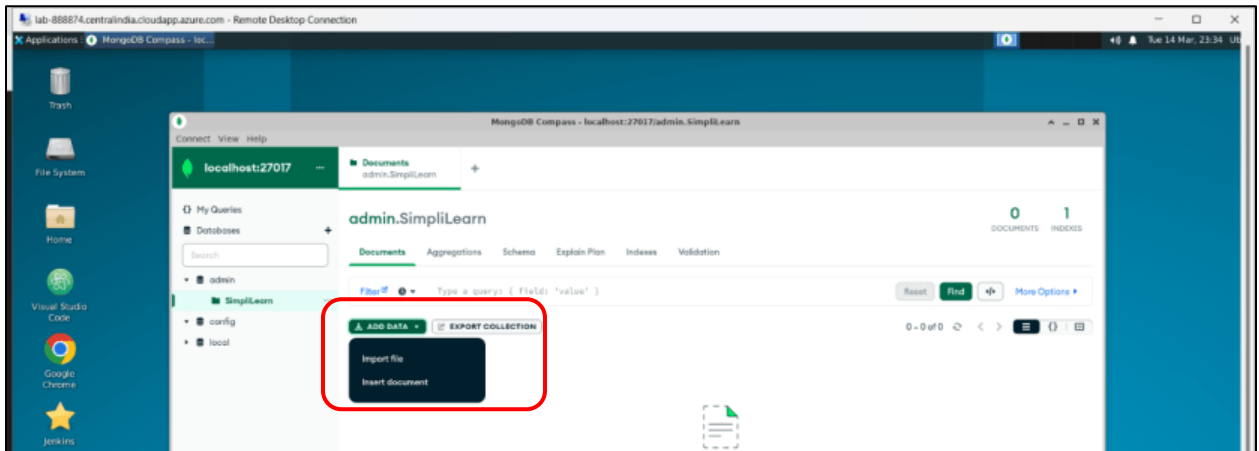 lab-888874.centralindia.cloudapp.azure.com - Remote Desktop Connection
Applications : MongoDB Compass - loc...
Tue 14 Mar, 23:34 Ub
Trash
File System
Home
Visual Studio
Code
Google
Chrome
Jenkins
MongoDB Compass - localhost:27017/admin.SimpliLearn
Connect View Help
localhost:27017 ...
My Queries
Databases +
Search
admin
SimpliLearn
config
local
Documents
admin.SimpliLearn
+
admin.SimpliLearn
0 1
DOCUMENTS INDEXES
Documents Aggregations Schema Explain Plan Indexes Validation
Filter Type a query: { field: 'value' }
Reset Find </> More Options
ADD DATA EXPORT COLLECTION
0 - 0 of 0 {}
Import file
Insert document